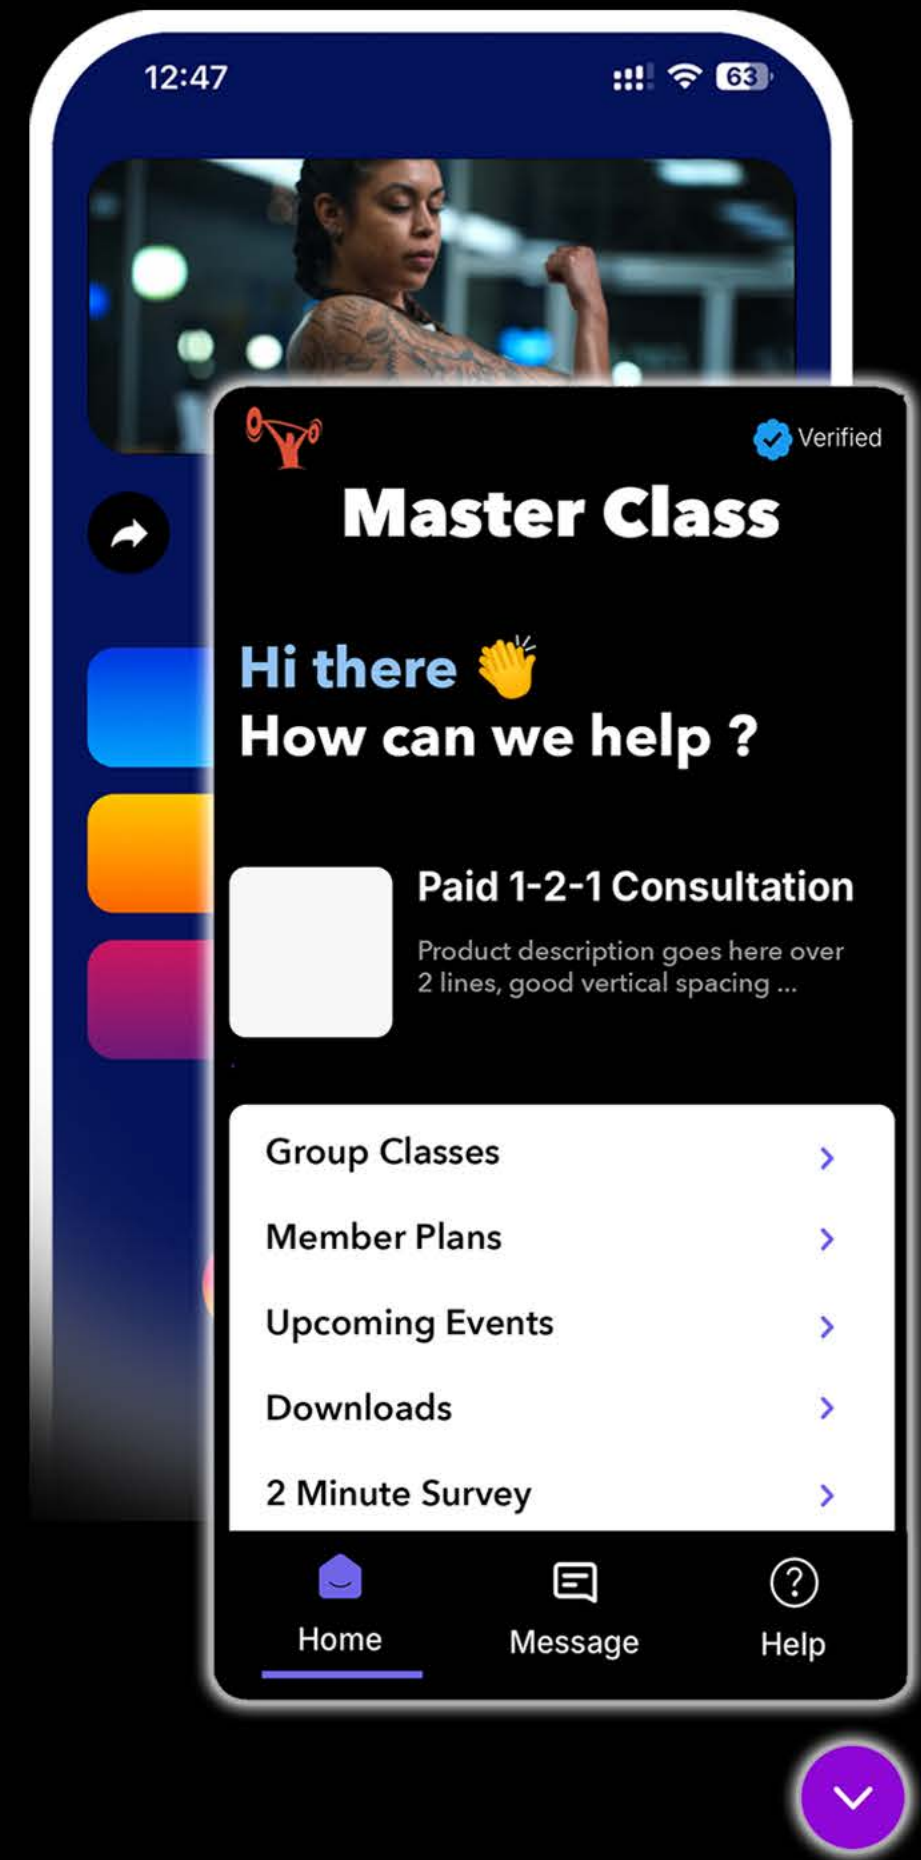 12:47
63
Verified
Master Class
Hi there 👏
How can we help ?
Paid 1-2-1 Consultation
Product description goes here over
2 lines, good vertical spacing ...
Group Classes
Member Plans
Upcoming Events
Downloads
2 Minute Survey
Home
Message
Help